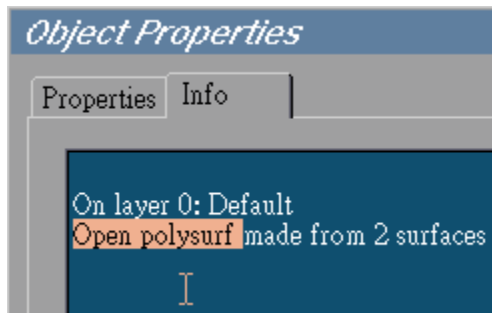 Object Properties
Properties
Info
On layer 0: Default
Open polysurf made from 2 surfaces